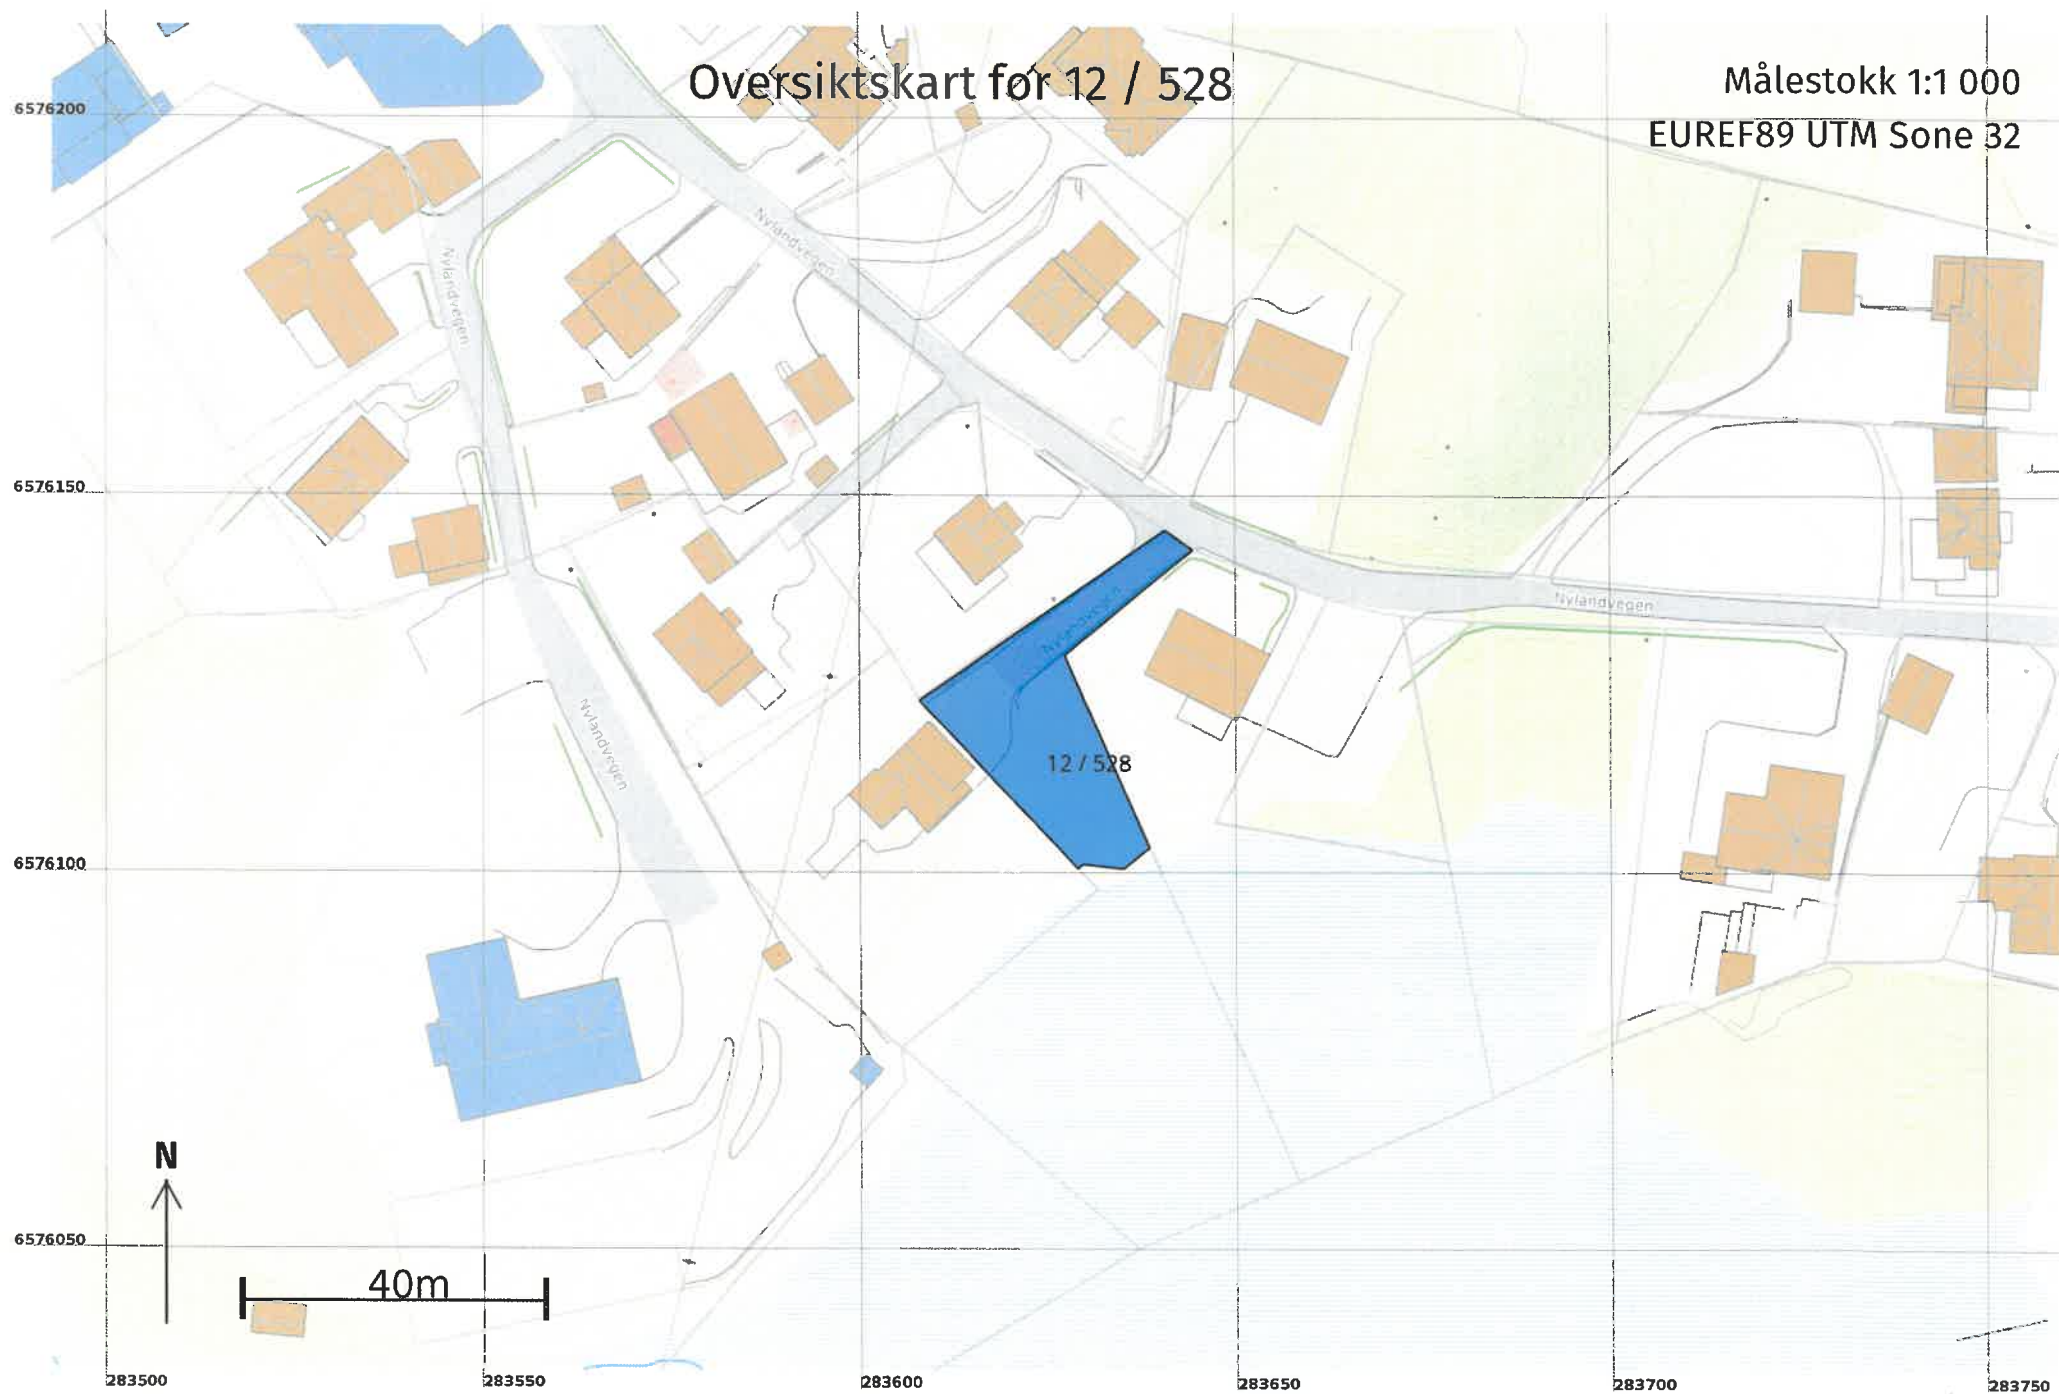 Oversiktskart for 12 / 528
Målestokk 1:1 000
EUREF89 UTM Sone 32
6576200
Nylandvegen
Nylandvegen
6576150
Nylandvegen
Nylandvegen
Nylandvegen
12 / 528
6576100
N
6576050
40m
283500
283550
283600
283650
283700
283750